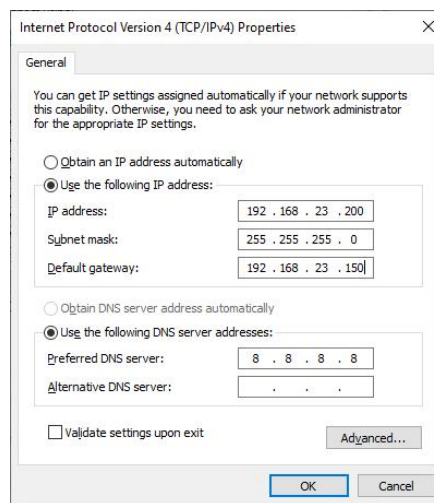 Internet Protocol Version 4 (TCP/IPv4) Properties
General
You can get IP settings assigned automatically if your network supports
this capability. Otherwise, you need to ask your network administrator
for the appropriate IP settings.
Obtain an IP address automatically
Use the following IP address:
IP address: 192 . 168 . 23 . 200
Subnet mask: 255 . 255 . 255 . 0
Default gateway: 192 . 168 . 23 . 150
Obtain DNS server address automatically
Use the following DNS server addresses:
Preferred DNS server: 8 . 8 . 8 . 8
Alternative DNS server: . . .
Validate settings upon exit
Advanced...
OK Cancel